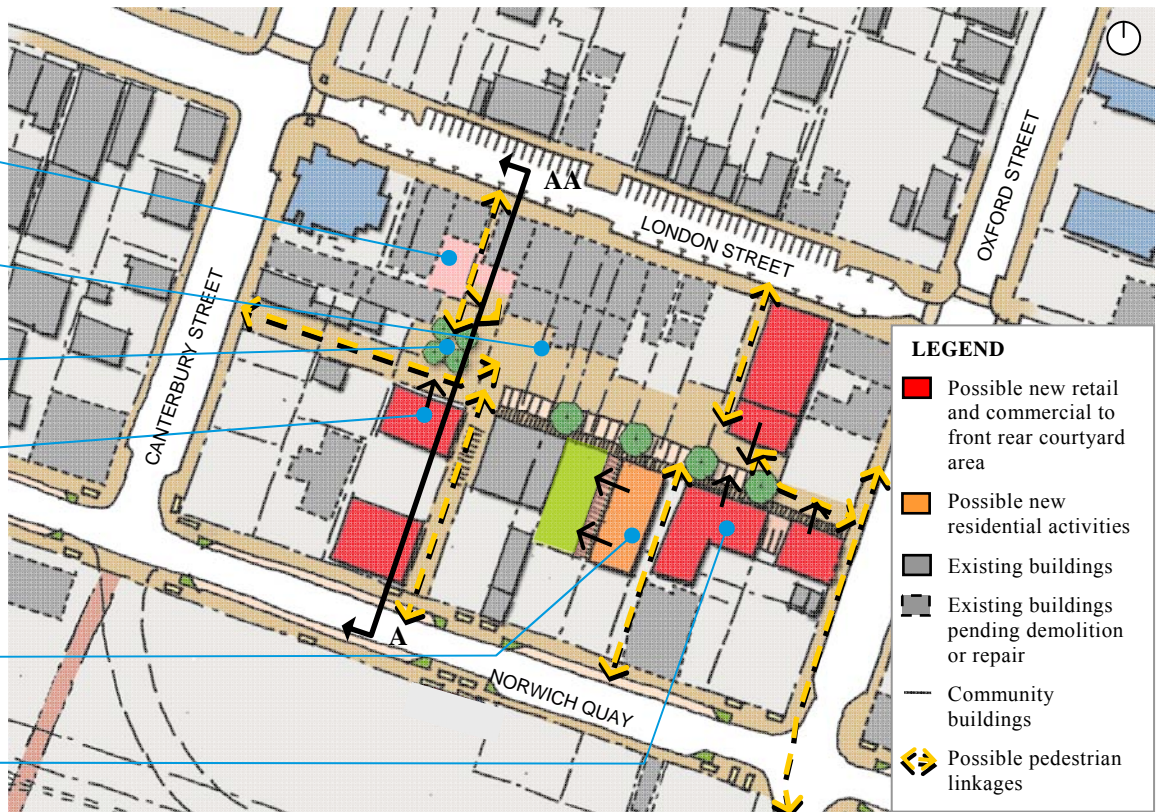 AA
LONDON STREET
OXFORD STREET
CANTERBURY STREET
A
NORWICH QUAY
LEGEND
Possible new retail
and commercial to
front rear courtyard
area
Possible new
residential activities
Existing buildings
Existing buildings
pending demolition
or repair
Community
buildings
Possible pedestrian
linkages